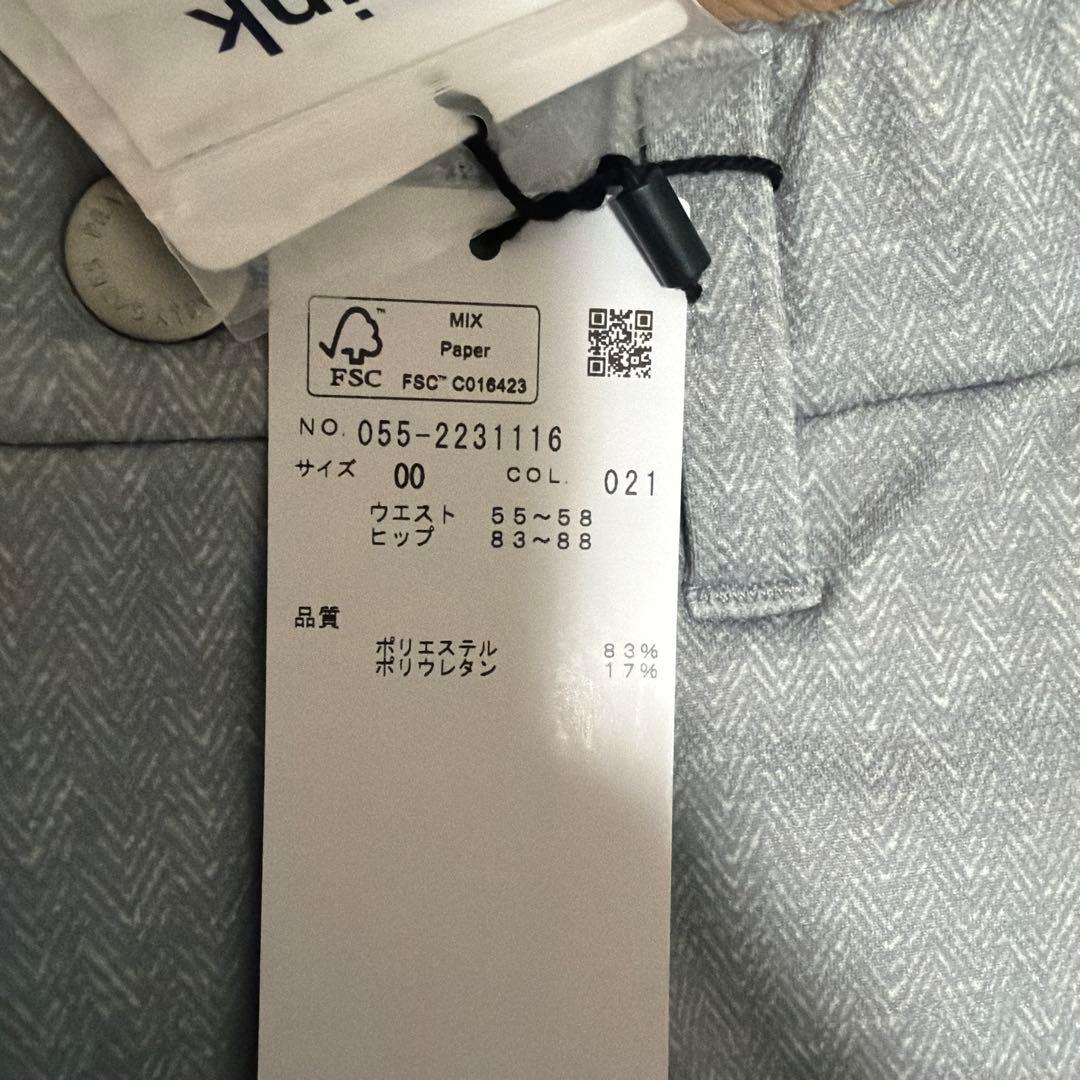 ink
MIX
Paper
FSC™
FSC™ C016423
NO. 055-2231116
サイズ 00 COL. 021
ウエスト 55～58
ヒップ 83～88
品質
ポリエステル 83%
ポリウレタン 17%